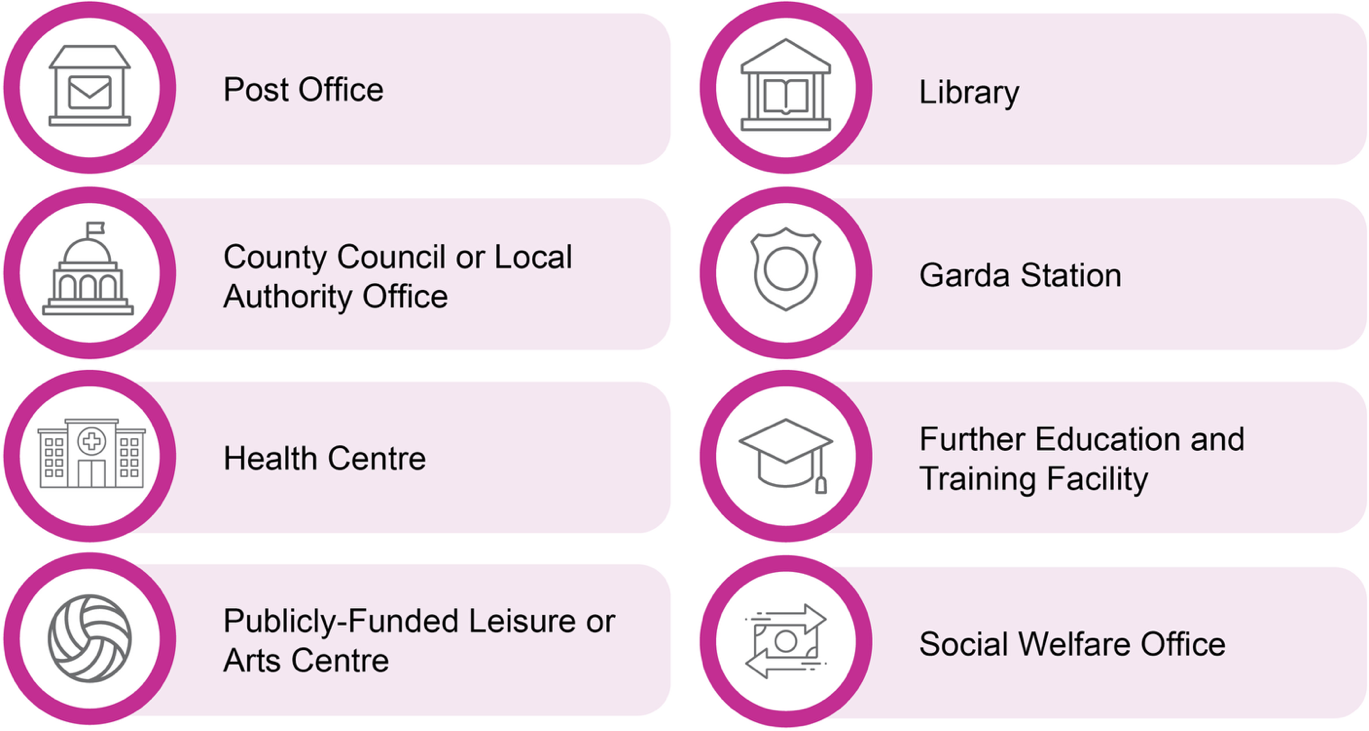 Post Office
Library
County Council or Local
Authority Office
Garda Station
Health Centre
Further Education and
Training Facility
Publicly-Funded Leisure or
Arts Centre
Social Welfare Office